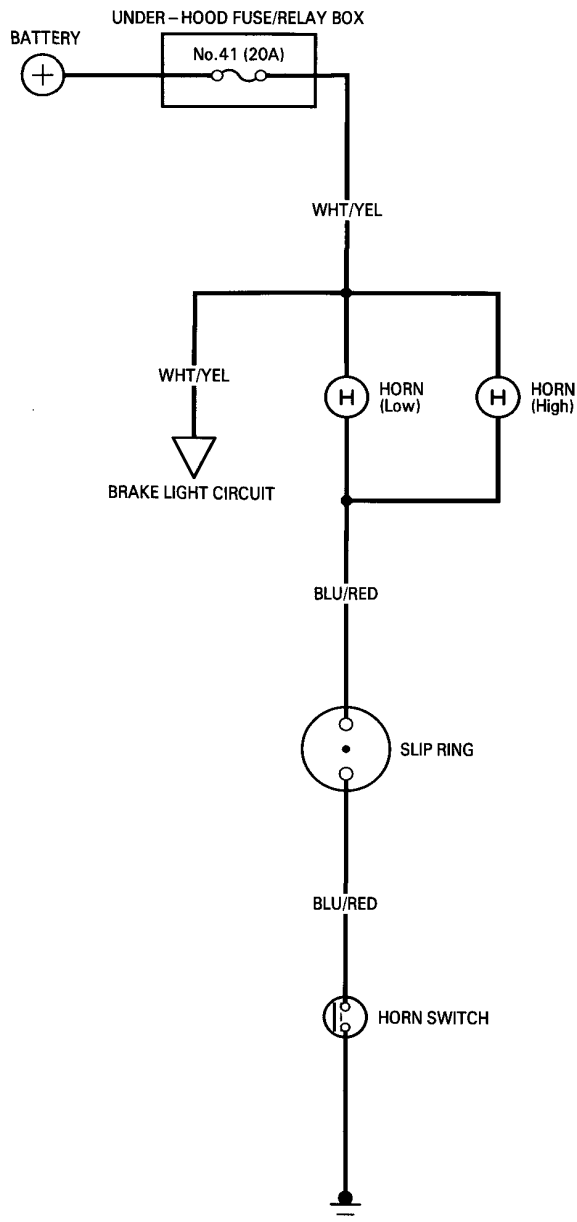 UNDER-HOOD FUSE/RELAY BOX
BATTERY
No.41 (20A)
+
WHT/YEL
WHT/YEL
H
HORN
(Low)
H
HORN
(High)
BRAKE LIGHT CIRCUIT
BLU/RED
SLIP RING
BLU/RED
HORN SWITCH